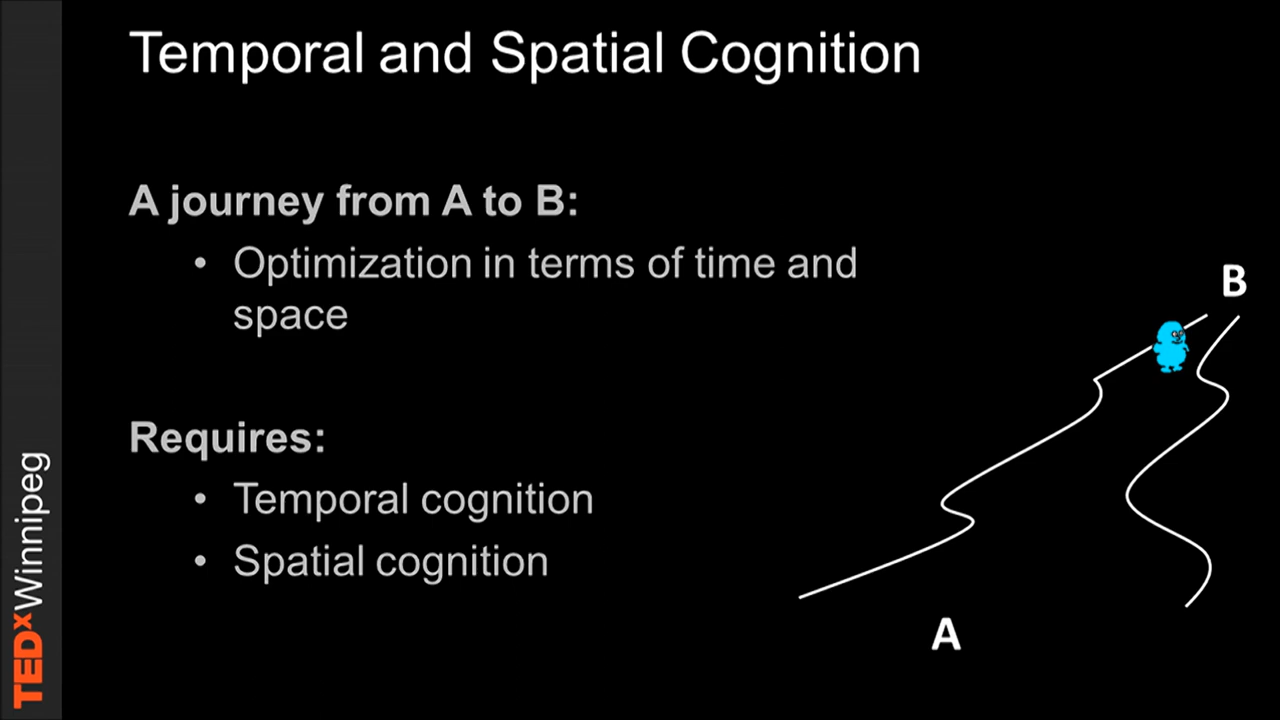 Temporal and Spatial Cognition
A journey from A to B:
• Optimization in terms of time and
space
Requires:
• Temporal cognition
• Spatial cognition
B
A
TEDxWinnipeg